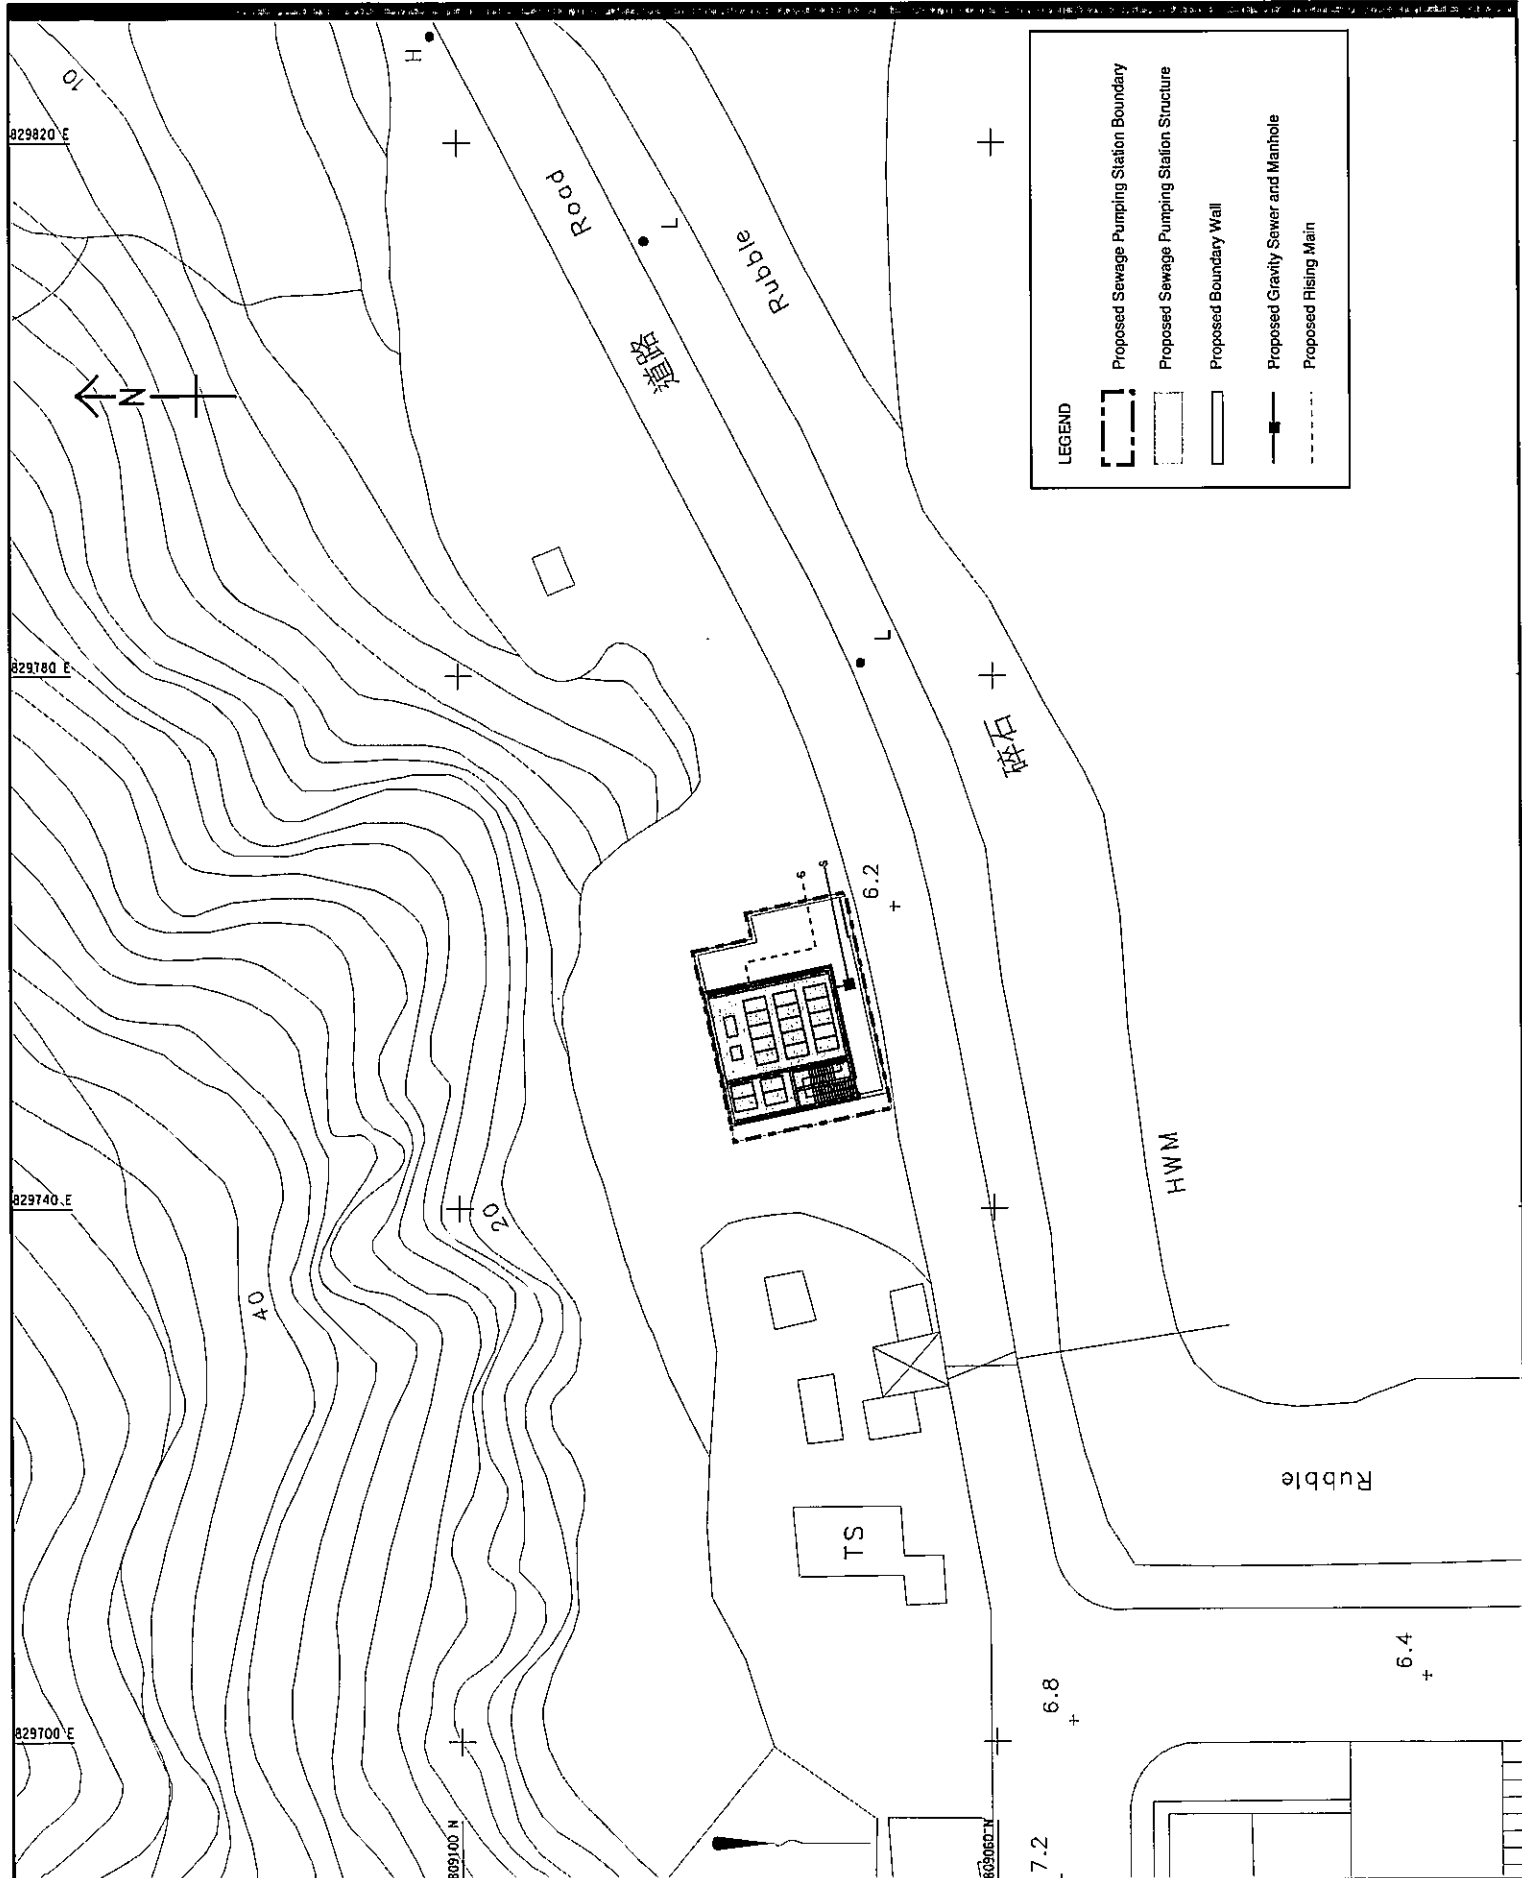 829820 E
10
H
Road
道路
L
Rubble
N
829780 E
L
碎石
LEGEND
Proposed Sewage Pumping Station Boundary
Proposed Sewage Pumping Station Structure
Proposed Boundary Wall
Proposed Gravity Sewer and Manhole
Proposed Rising Main
6.2
829740 E
20
40
HWM
TS
Rubble
829700 E
6.8
6.4
809100 N
809060 N
7.2